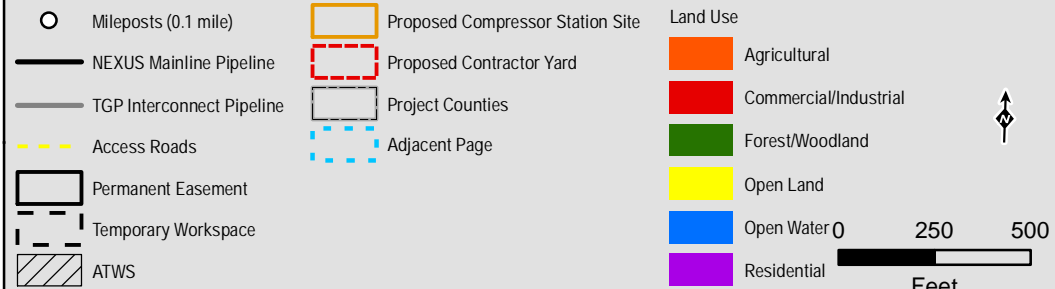 Mileposts (0.1 mile)
NEXUS Mainline Pipeline
TGP Interconnect Pipeline
Access Roads
Permanent Easement
Temporary Workspace
ATWS
Proposed Compressor Station Site
Proposed Contractor Yard
Project Counties
Adjacent Page
Land Use
Agricultural
Commercial/Industrial
Forest/Woodland
Open Land
Open Water
Residential
N
0 250 500
Feet